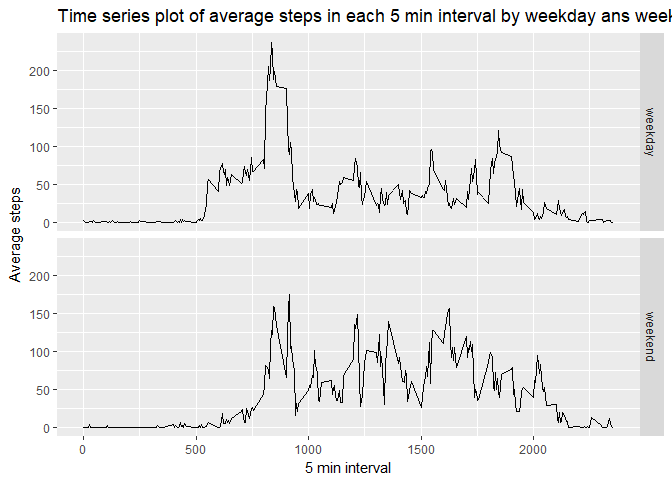 Time series plot of average steps in each 5 min interval by weekday ans week
200
150
100
50
0
weekday
Average steps
200
150
100
50
0
weekend
0 500 1000 1500 2000
5 min interval